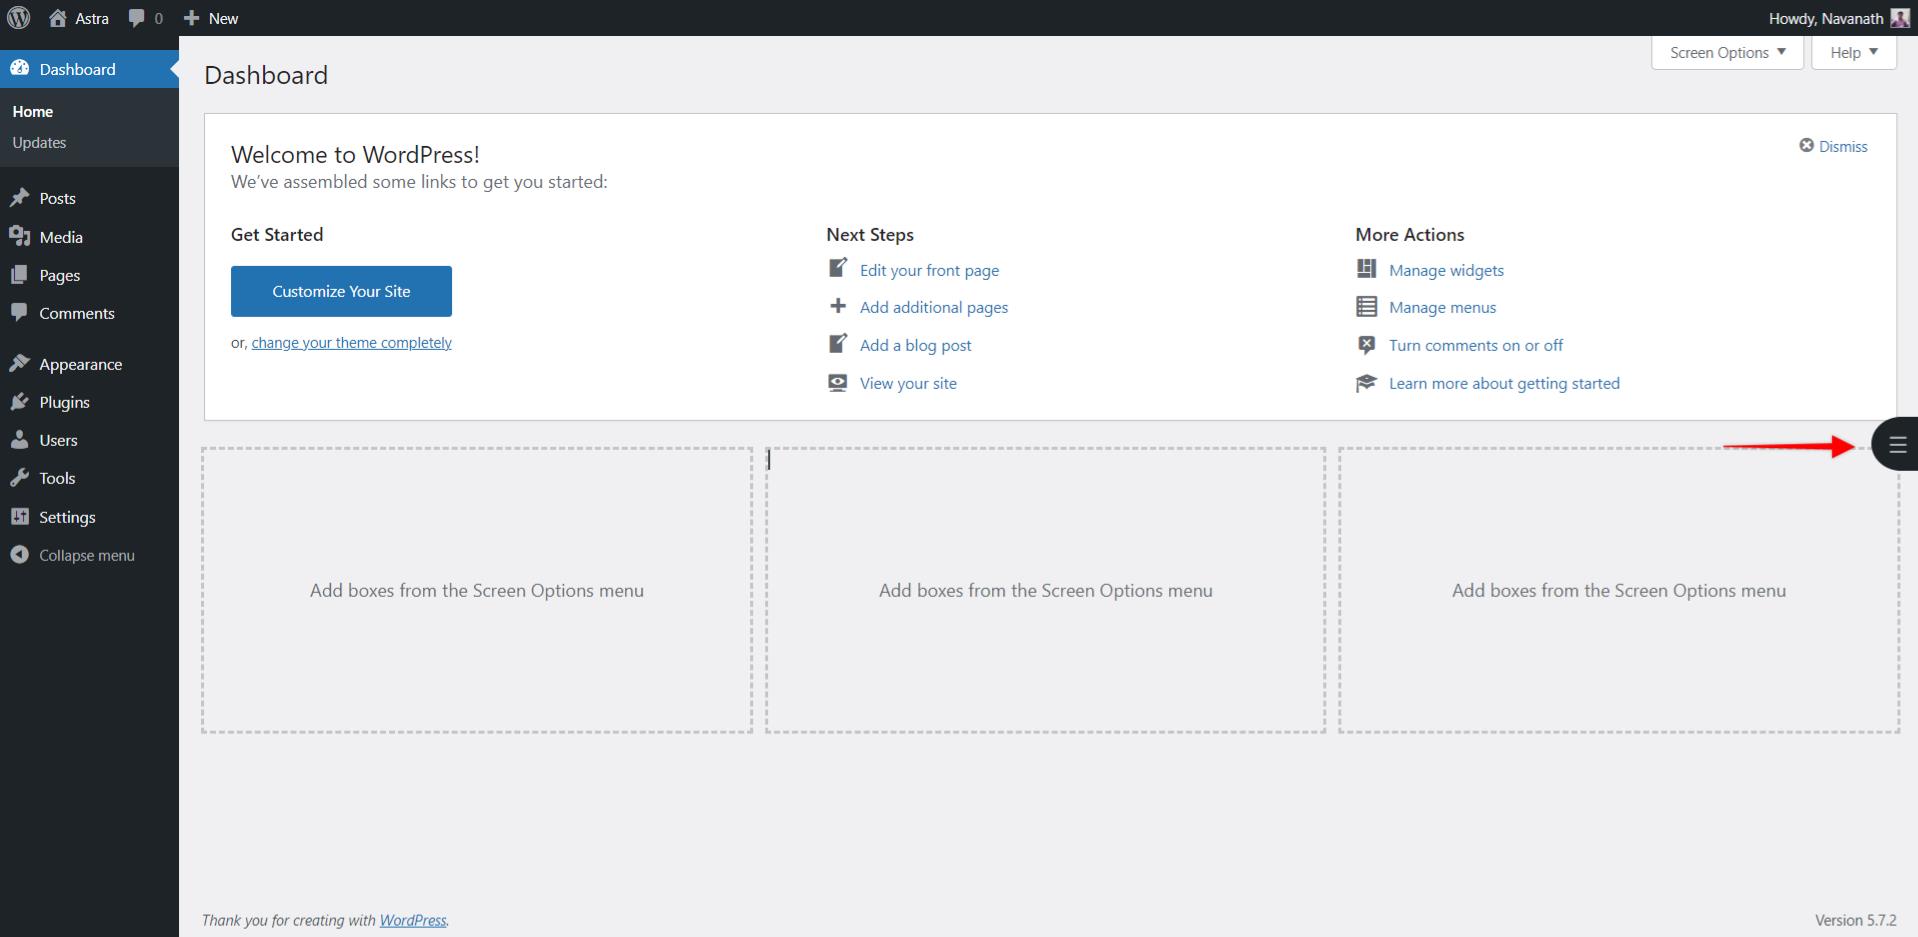 Astra
0
New
Howdy, Navanath
Dashboard
Home
Updates
Posts
Media
Pages
Comments
Appearance
Plugins
Users
Tools
Settings
Collapse menu
Screen Options
Help
Dashboard
Welcome to WordPress!
We've assembled some links to get you started:
Dismiss
Get Started
Customize Your Site
or, change your theme completely
Next Steps
Edit your front page
Add additional pages
Add a blog post
View your site
More Actions
Manage widgets
Manage menus
Turn comments on or off
Learn more about getting started
Add boxes from the Screen Options menu
Add boxes from the Screen Options menu
Add boxes from the Screen Options menu
Thank you for creating with WordPress.
Version 5.7.2